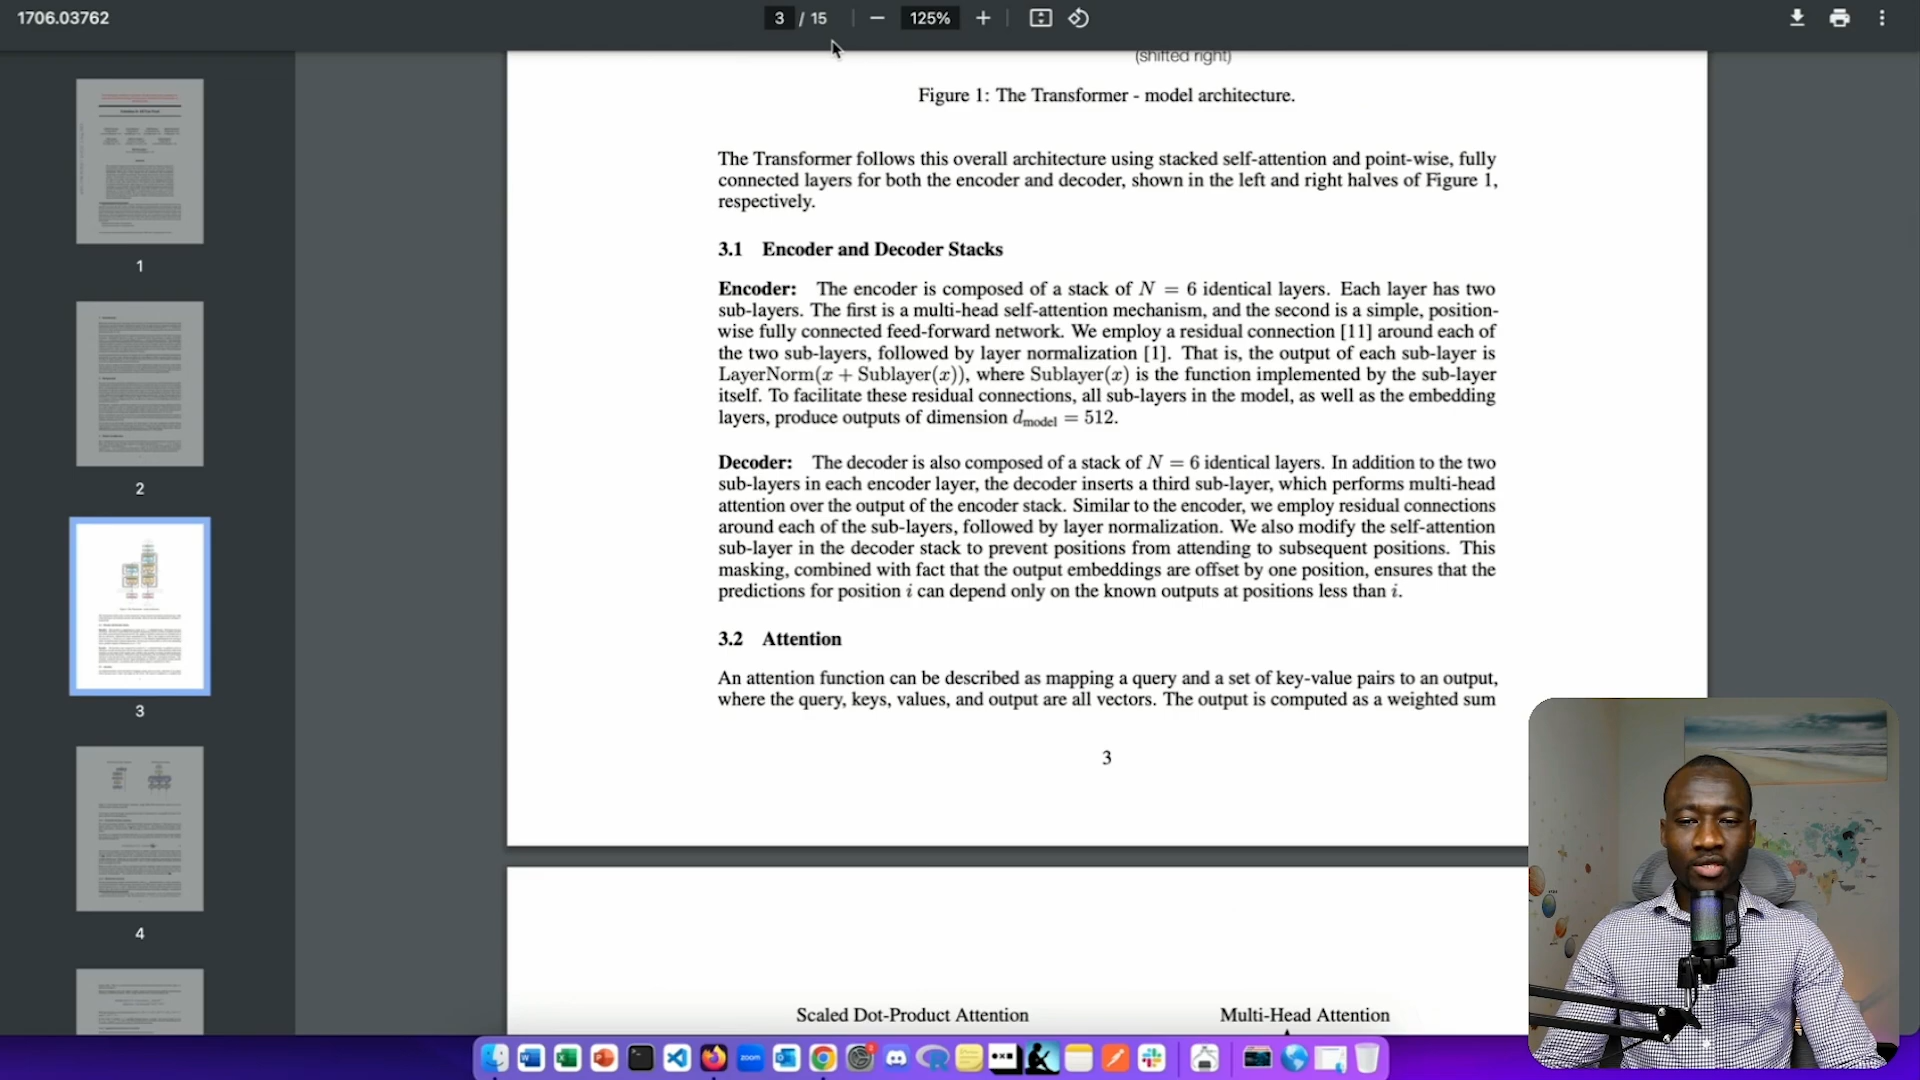 1706.03762
3 / 15
125%
(shifted right)
Figure 1: The Transformer - model architecture.
The Transformer follows this overall architecture using stacked self-attention and point-wise, fully
connected layers for both the encoder and decoder, shown in the left and right halves of Figure 1,
respectively.
3.1 Encoder and Decoder Stacks
Encoder: The encoder is composed of a stack of N = 6 identical layers. Each layer has two
sub-layers. The first is a multi-head self-attention mechanism, and the second is a simple, position-
wise fully connected feed-forward network. We employ a residual connection [11] around each of
the two sub-layers, followed by layer normalization [1]. That is, the output of each sub-layer is
LayerNorm(x + Sublayer(x)), where Sublayer(x) is the function implemented by the sub-layer
itself. To facilitate these residual connections, all sub-layers in the model, as well as the embedding
layers, produce outputs of dimension dmodel = 512.
Decoder: The decoder is also composed of a stack of N = 6 identical layers. In addition to the two
sub-layers in each encoder layer, the decoder inserts a third sub-layer, which performs multi-head
attention over the output of the encoder stack. Similar to the encoder, we employ residual connections
around each of the sub-layers, followed by layer normalization. We also modify the self-attention
sub-layer in the decoder stack to prevent positions from attending to subsequent positions. This
masking, combined with fact that the output embeddings are offset by one position, ensures that the
predictions for position i can depend only on the known outputs at positions less than i.
3.2 Attention
An attention function can be described as mapping a query and a set of key-value pairs to an output,
where the query, keys, values, and output are all vectors. The output is computed as a weighted sum
3
Scaled Dot-Product Attention
Multi-Head Attention
1
2
3
4
zoom